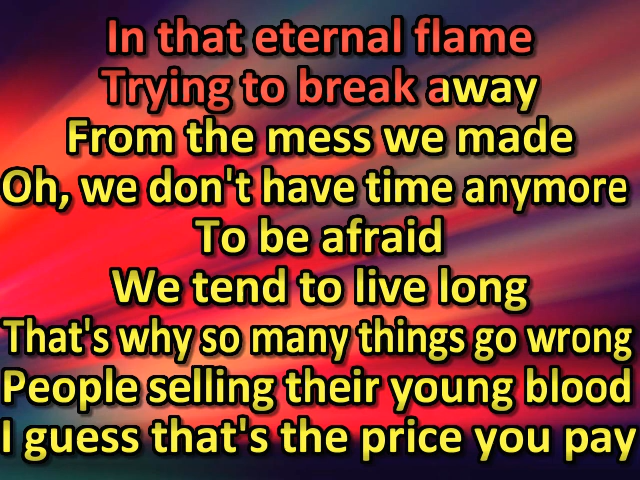 In that eternal flame
Trying to break away
From the mess we made
Oh, we don't have time anymore
To be afraid
We tend to live long
That's why so many things go wrong
People selling their young blood
I guess that's the price you pay